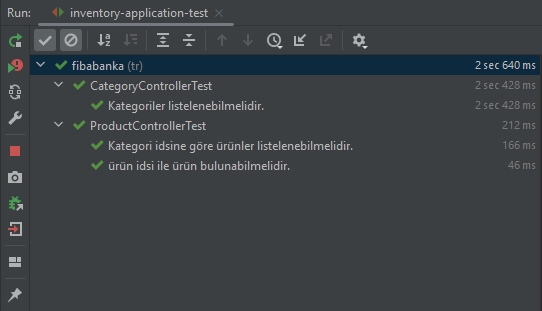 Run: inventory-application-test
fibabanka (tr) 2 sec 640 ms
CategoryControllerTest 2 sec 428 ms
Kategoriler listelenebilmelidir. 2 sec 428 ms
ProductControllerTest 212 ms
Kategori idsine göre ürünler listelenebilmelidir. 166 ms
ürün idsi ile ürün bulunabilmelidir. 46 ms